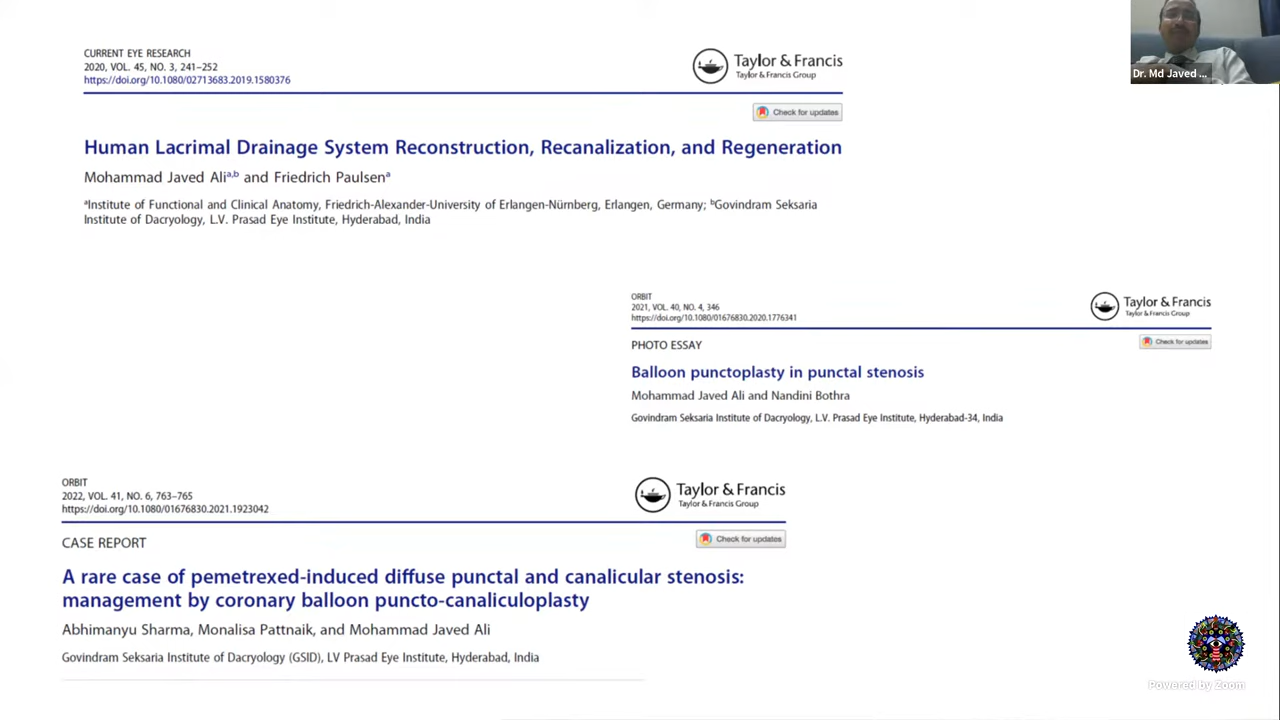 CURRENT EYE RESEARCH
2020, VOL. 45, NO. 3, 241–252
https://doi.org/10.1080/02713683.2019.1580376
Taylor & Francis
Taylor & Francis Group
Check for updates
Human Lacrimal Drainage System Reconstruction, Recanalization, and Regeneration
Mohammad Javed Aliᵃ,ᵇ and Friedrich Paulsenᵃ
ᵃInstitute of Functional and Clinical Anatomy, Friedrich-Alexander-University of Erlangen-Nürnberg, Erlangen, Germany; ᵇGovindram Seksaria
Institute of Dacryology, L.V. Prasad Eye Institute, Hyderabad, India
Dr. Md Javed ...
ORBIT
2021, VOL. 40, NO. 4, 346
https://doi.org/10.1080/01676830.2020.1776341
Taylor & Francis
Taylor & Francis Group
Check for updates
PHOTO ESSAY
Balloon punctoplasty in punctal stenosis
Mohammad Javed Ali and Nandini Bothra
Govindram Seksaria Institute of Dacryology, L.V. Prasad Eye Institute, Hyderabad-34, India
ORBIT
2022, VOL. 41, NO. 6, 763–765
https://doi.org/10.1080/01676830.2021.1923042
Taylor & Francis
Taylor & Francis Group
Check for updates
CASE REPORT
A rare case of pemetrexed-induced diffuse punctal and canalicular stenosis:
management by coronary balloon puncto-canaliculoplasty
Abhimanyu Sharma, Monalisa Pattnaik, and Mohammad Javed Ali
Govindram Seksaria Institute of Dacryology (GSID), LV Prasad Eye Institute, Hyderabad, India
Powered by Zoom